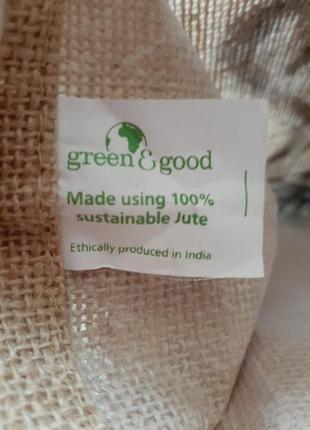 green & good
Made using 100%
sustainable Jute
Ethically produced in India